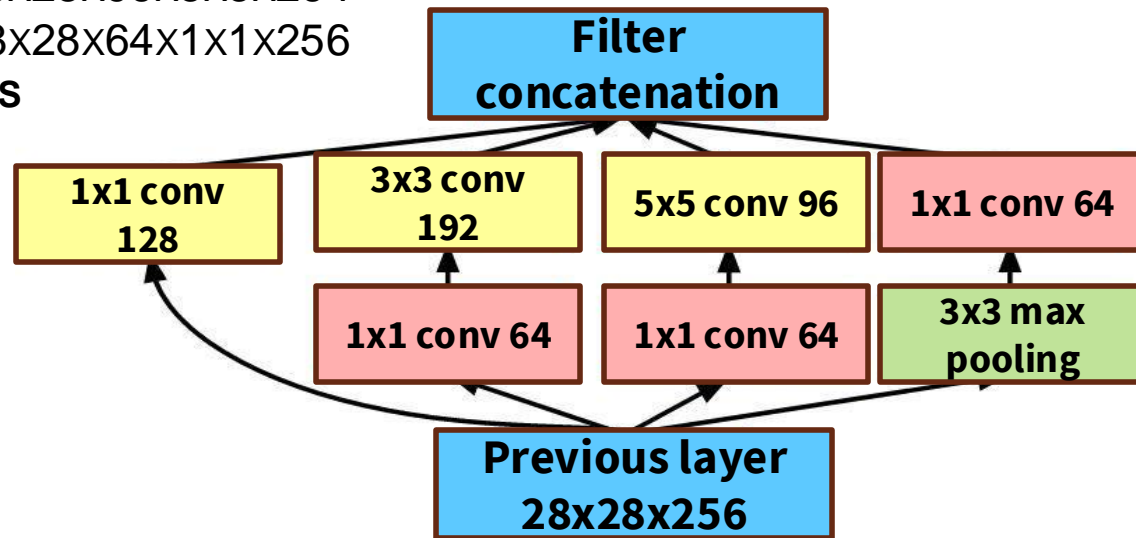 x28x64x1x1x256
s
Filter
concatenation
1x1 conv
128
3x3 conv
192
5x5 conv 96
1x1 conv 64
1x1 conv 64
1x1 conv 64
3x3 max
pooling
Previous layer
28x28x256